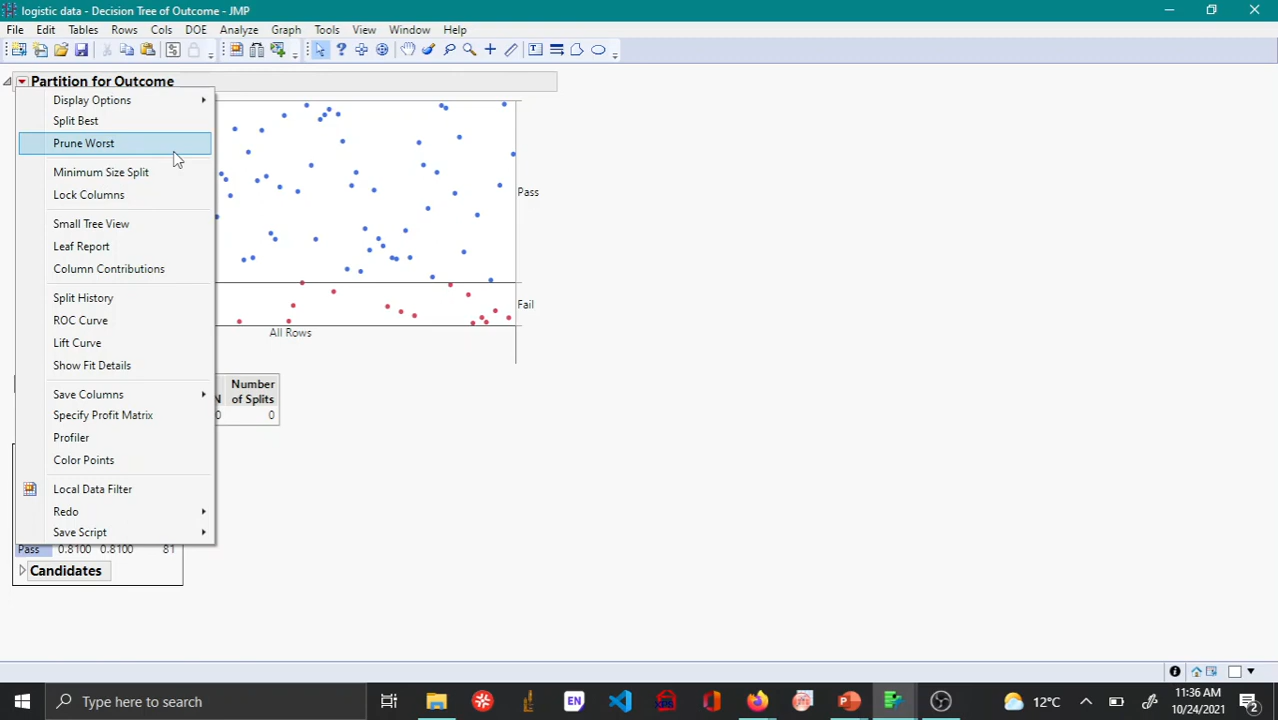 logistic data - Decision Tree of Outcome - JMP
File Edit Tables Rows Cols DOE Analyze Graph Tools View Window Help
Partition for Outcome
Display Options
Split Best
Prune Worst
Minimum Size Split
Lock Columns
Small Tree View
Leaf Report
Column Contributions
Split History
ROC Curve
Lift Curve
Show Fit Details
Save Columns
Specify Profit Matrix
Profiler
Color Points
Local Data Filter
Redo
Save Script
Pass
Fail
All Rows
N Number of Splits
0 0
Pass 0.8100 0.8100 81
Candidates
Type here to search
EN
12°C
11:36 AM
10/24/2021
2